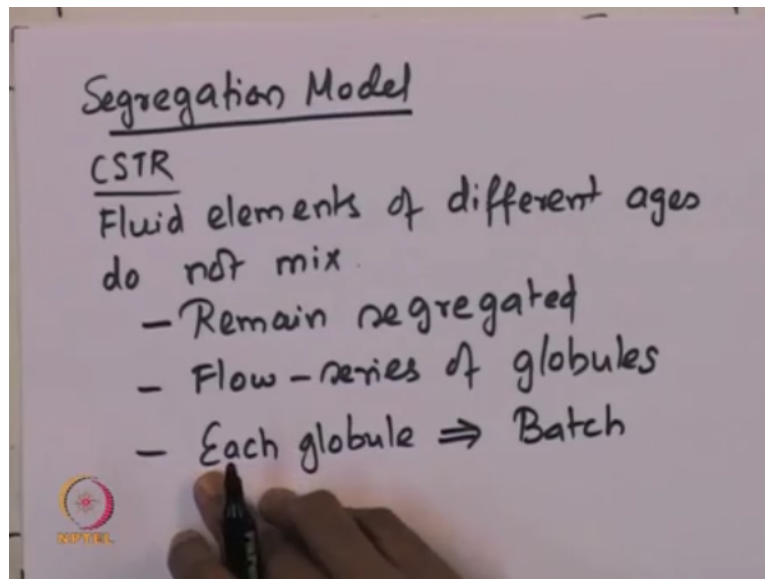 Segregation Model
CSTR
Fluid elements of different ages
do not mix.
- Remain segregated
- Flow - series of globules
- Each globule ⇒ Batch
NPTEL